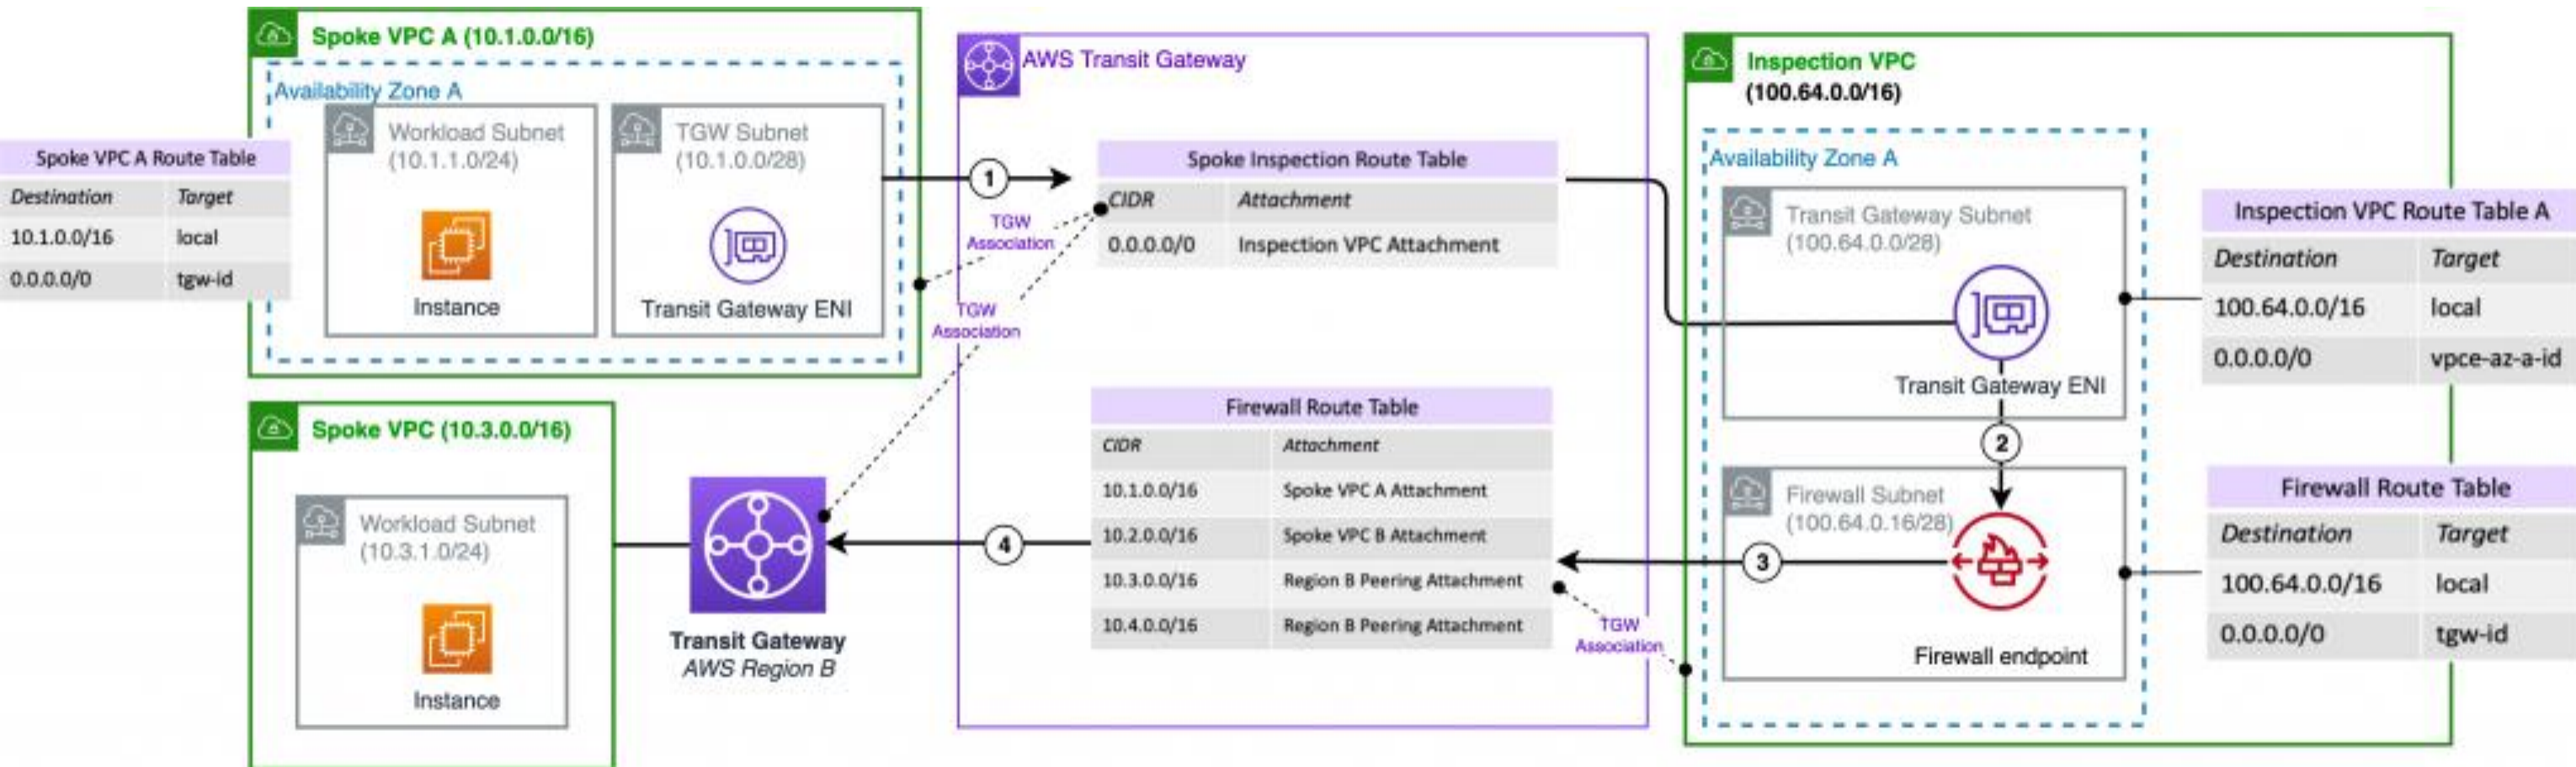 Spoke VPC A (10.1.0.0/16)
Availability Zone A
Workload Subnet
(10.1.1.0/24)
Instance
TGW Subnet
(10.1.0.0/28)
Transit Gateway ENI
Spoke VPC A Route Table
Destination Target
10.1.0.0/16 local
0.0.0.0/0 tgw-id
1
TGW
Association
TGW
Association
Spoke VPC (10.3.0.0/16)
Workload Subnet
(10.3.1.0/24)
Instance
Transit Gateway
AWS Region B
4
AWS Transit Gateway
Spoke Inspection Route Table
CIDR Attachment
0.0.0.0/0 Inspection VPC Attachment
Firewall Route Table
CIDR Attachment
10.1.0.0/16 Spoke VPC A Attachment
10.2.0.0/16 Spoke VPC B Attachment
10.3.0.0/16 Region B Peering Attachment
10.4.0.0/16 Region B Peering Attachment
TGW
Association
Inspection VPC
(100.64.0.0/16)
Availability Zone A
Transit Gateway Subnet
(100.64.0.0/28)
Transit Gateway ENI
2
Firewall Subnet
(100.64.0.16/28)
3
Firewall endpoint
Inspection VPC Route Table A
Destination Target
100.64.0.0/16 local
0.0.0.0/0 vpce-az-a-id
Firewall Route Table
Destination Target
100.64.0.0/16 local
0.0.0.0/0 tgw-id